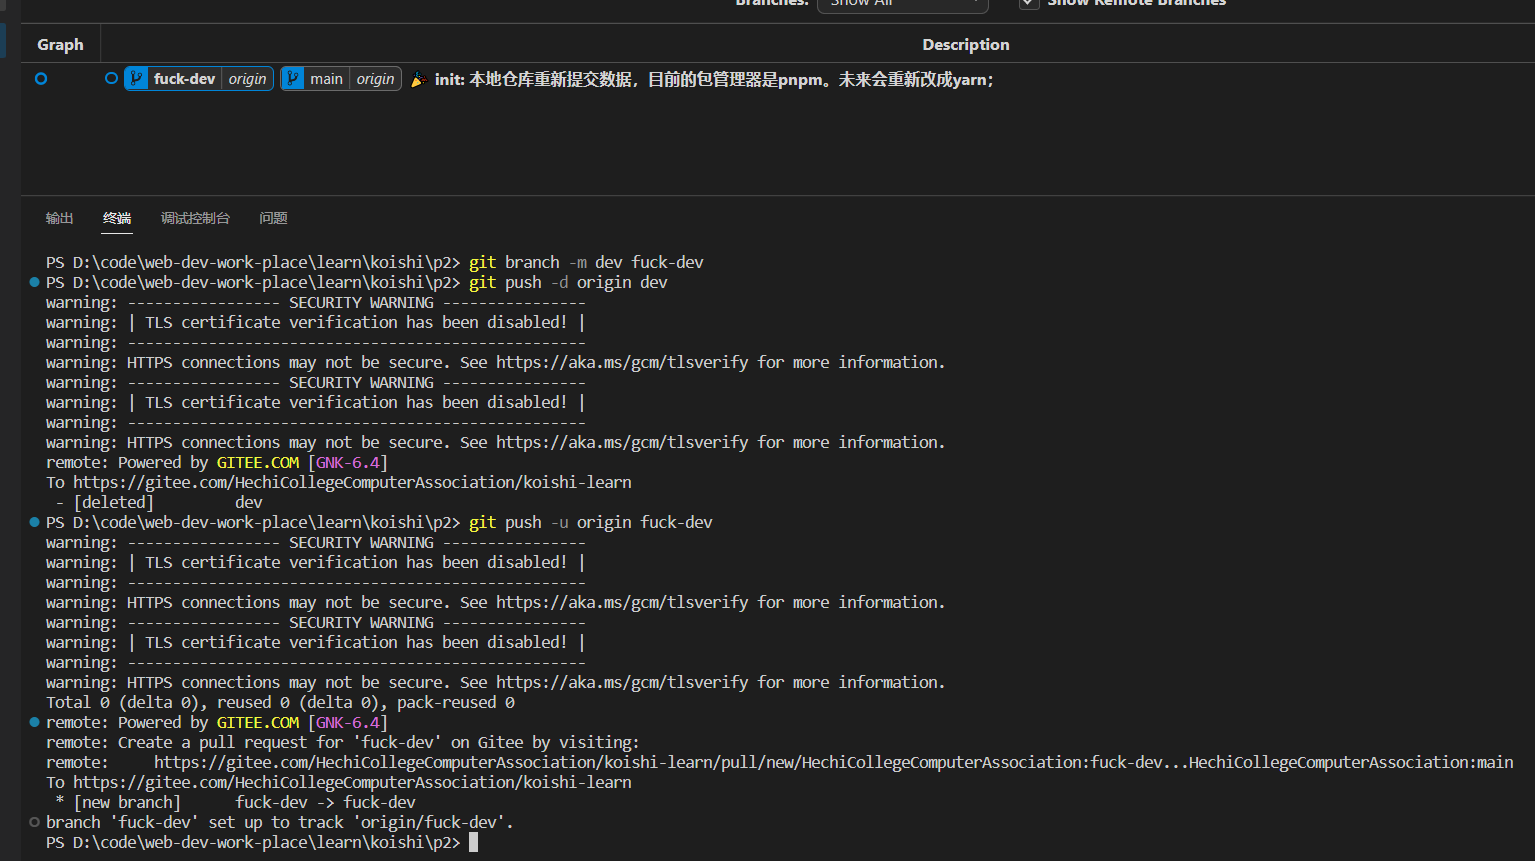 Branches: Show All Show Remote Branches
Graph Description
fuck-dev origin main origin 🎉 init: 本地仓库重新提交数据，目前的包管理器是pnpm。未来会重新改成yarn；
输出 终端 调试控制台 问题
PS D:\code\web-dev-work-place\learn\koishi\p2> git branch -m dev fuck-dev
PS D:\code\web-dev-work-place\learn\koishi\p2> git push -d origin dev
warning: ----------------- SECURITY WARNING ----------------
warning: | TLS certificate verification has been disabled! |
warning: ---------------------------------------------------
warning: HTTPS connections may not be secure. See https://aka.ms/gcm/tlsverify for more information.
warning: ----------------- SECURITY WARNING ----------------
warning: | TLS certificate verification has been disabled! |
warning: ---------------------------------------------------
warning: HTTPS connections may not be secure. See https://aka.ms/gcm/tlsverify for more information.
remote: Powered by GITEE.COM [GNK-6.4]
To https://gitee.com/HechiCollegeComputerAssociation/koishi-learn
 - [deleted]         dev
PS D:\code\web-dev-work-place\learn\koishi\p2> git push -u origin fuck-dev
warning: ----------------- SECURITY WARNING ----------------
warning: | TLS certificate verification has been disabled! |
warning: ---------------------------------------------------
warning: HTTPS connections may not be secure. See https://aka.ms/gcm/tlsverify for more information.
warning: ----------------- SECURITY WARNING ----------------
warning: | TLS certificate verification has been disabled! |
warning: ---------------------------------------------------
warning: HTTPS connections may not be secure. See https://aka.ms/gcm/tlsverify for more information.
Total 0 (delta 0), reused 0 (delta 0), pack-reused 0
remote: Powered by GITEE.COM [GNK-6.4]
remote: Create a pull request for 'fuck-dev' on Gitee by visiting:
remote:     https://gitee.com/HechiCollegeComputerAssociation/koishi-learn/pull/new/HechiCollegeComputerAssociation:fuck-dev...HechiCollegeComputerAssociation:main
To https://gitee.com/HechiCollegeComputerAssociation/koishi-learn
 * [new branch]      fuck-dev -> fuck-dev
branch 'fuck-dev' set up to track 'origin/fuck-dev'.
PS D:\code\web-dev-work-place\learn\koishi\p2>